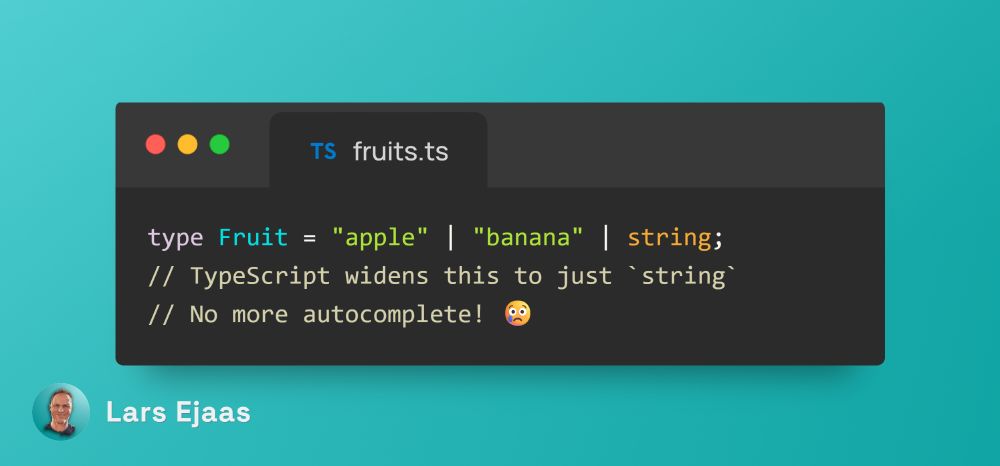 TS fruits.ts
type Fruit = "apple" | "banana" | string;
// TypeScript widens this to just `string`
// No more autocomplete! 😢
Lars Ejaas